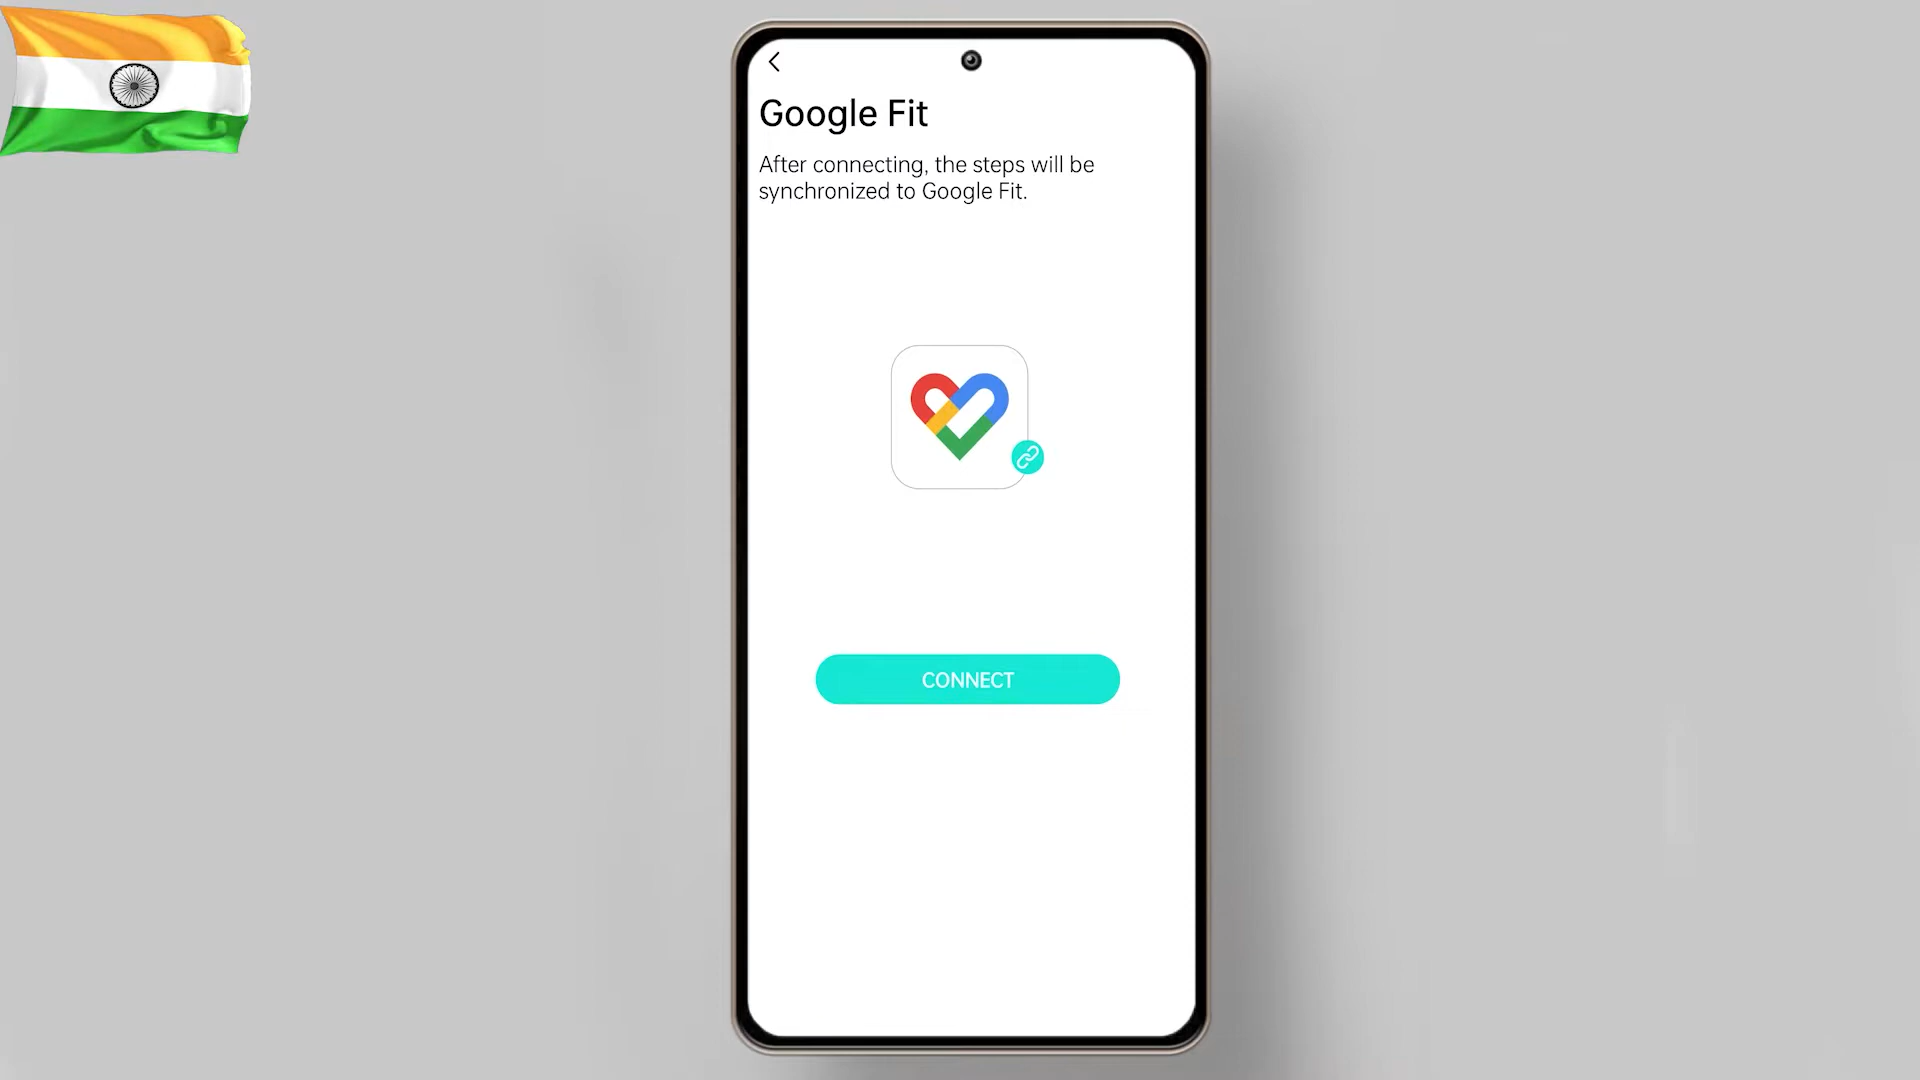 Google Fit
After connecting, the steps will be
synchronized to Google Fit.
CONNECT